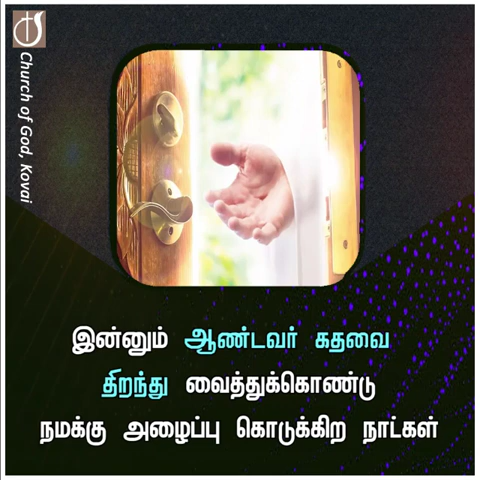 Church of God, Kovai
இன்னும் ஆண்டவர் கதவை
திறந்து வைத்துக்கொண்டு
நமக்கு அழைப்பு கொடுக்கிற நாட்கள்